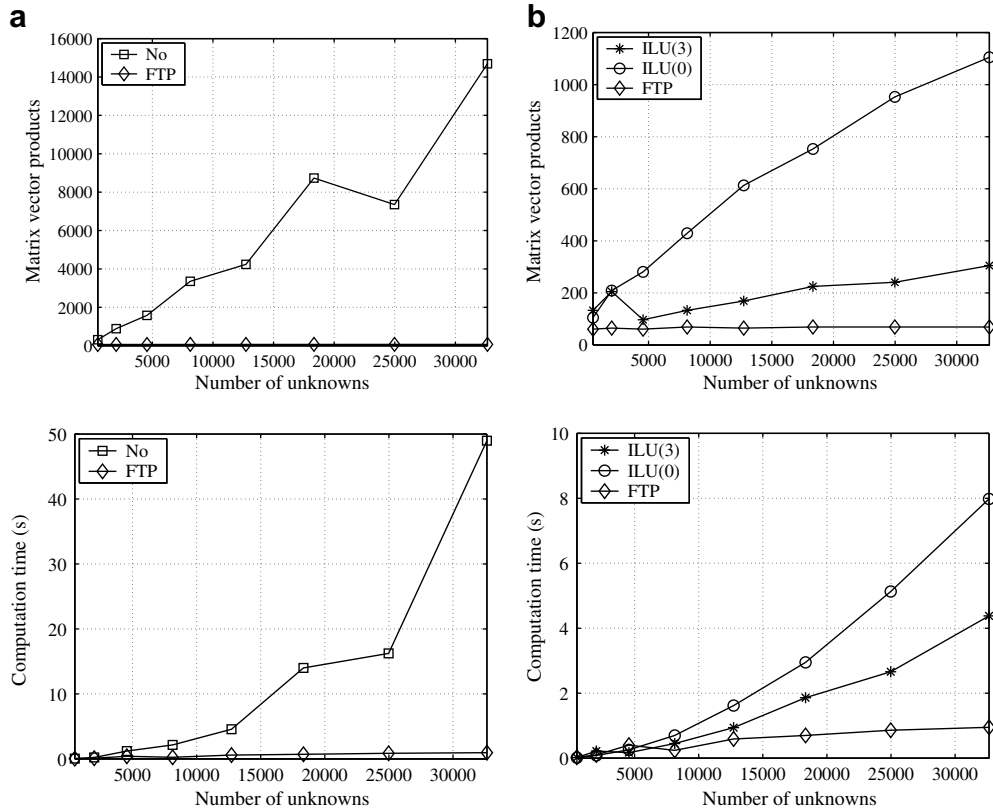 a
16000
14000
12000
10000
8000
6000
4000
2000
0
Matrix vector products
No
FTP
5000 10000 15000 20000 25000 30000
Number of unknowns
b
1200
1000
800
600
400
200
0
Matrix vector products
ILU(3)
ILU(0)
FTP
5000 10000 15000 20000 25000 30000
Number of unknowns
50
40
30
20
10
0
Computation time (s)
No
FTP
5000 10000 15000 20000 25000 30000
Number of unknowns
10
8
6
4
2
0
Computation time (s)
ILU(3)
ILU(0)
FTP
5000 10000 15000 20000 25000 30000
Number of unknowns